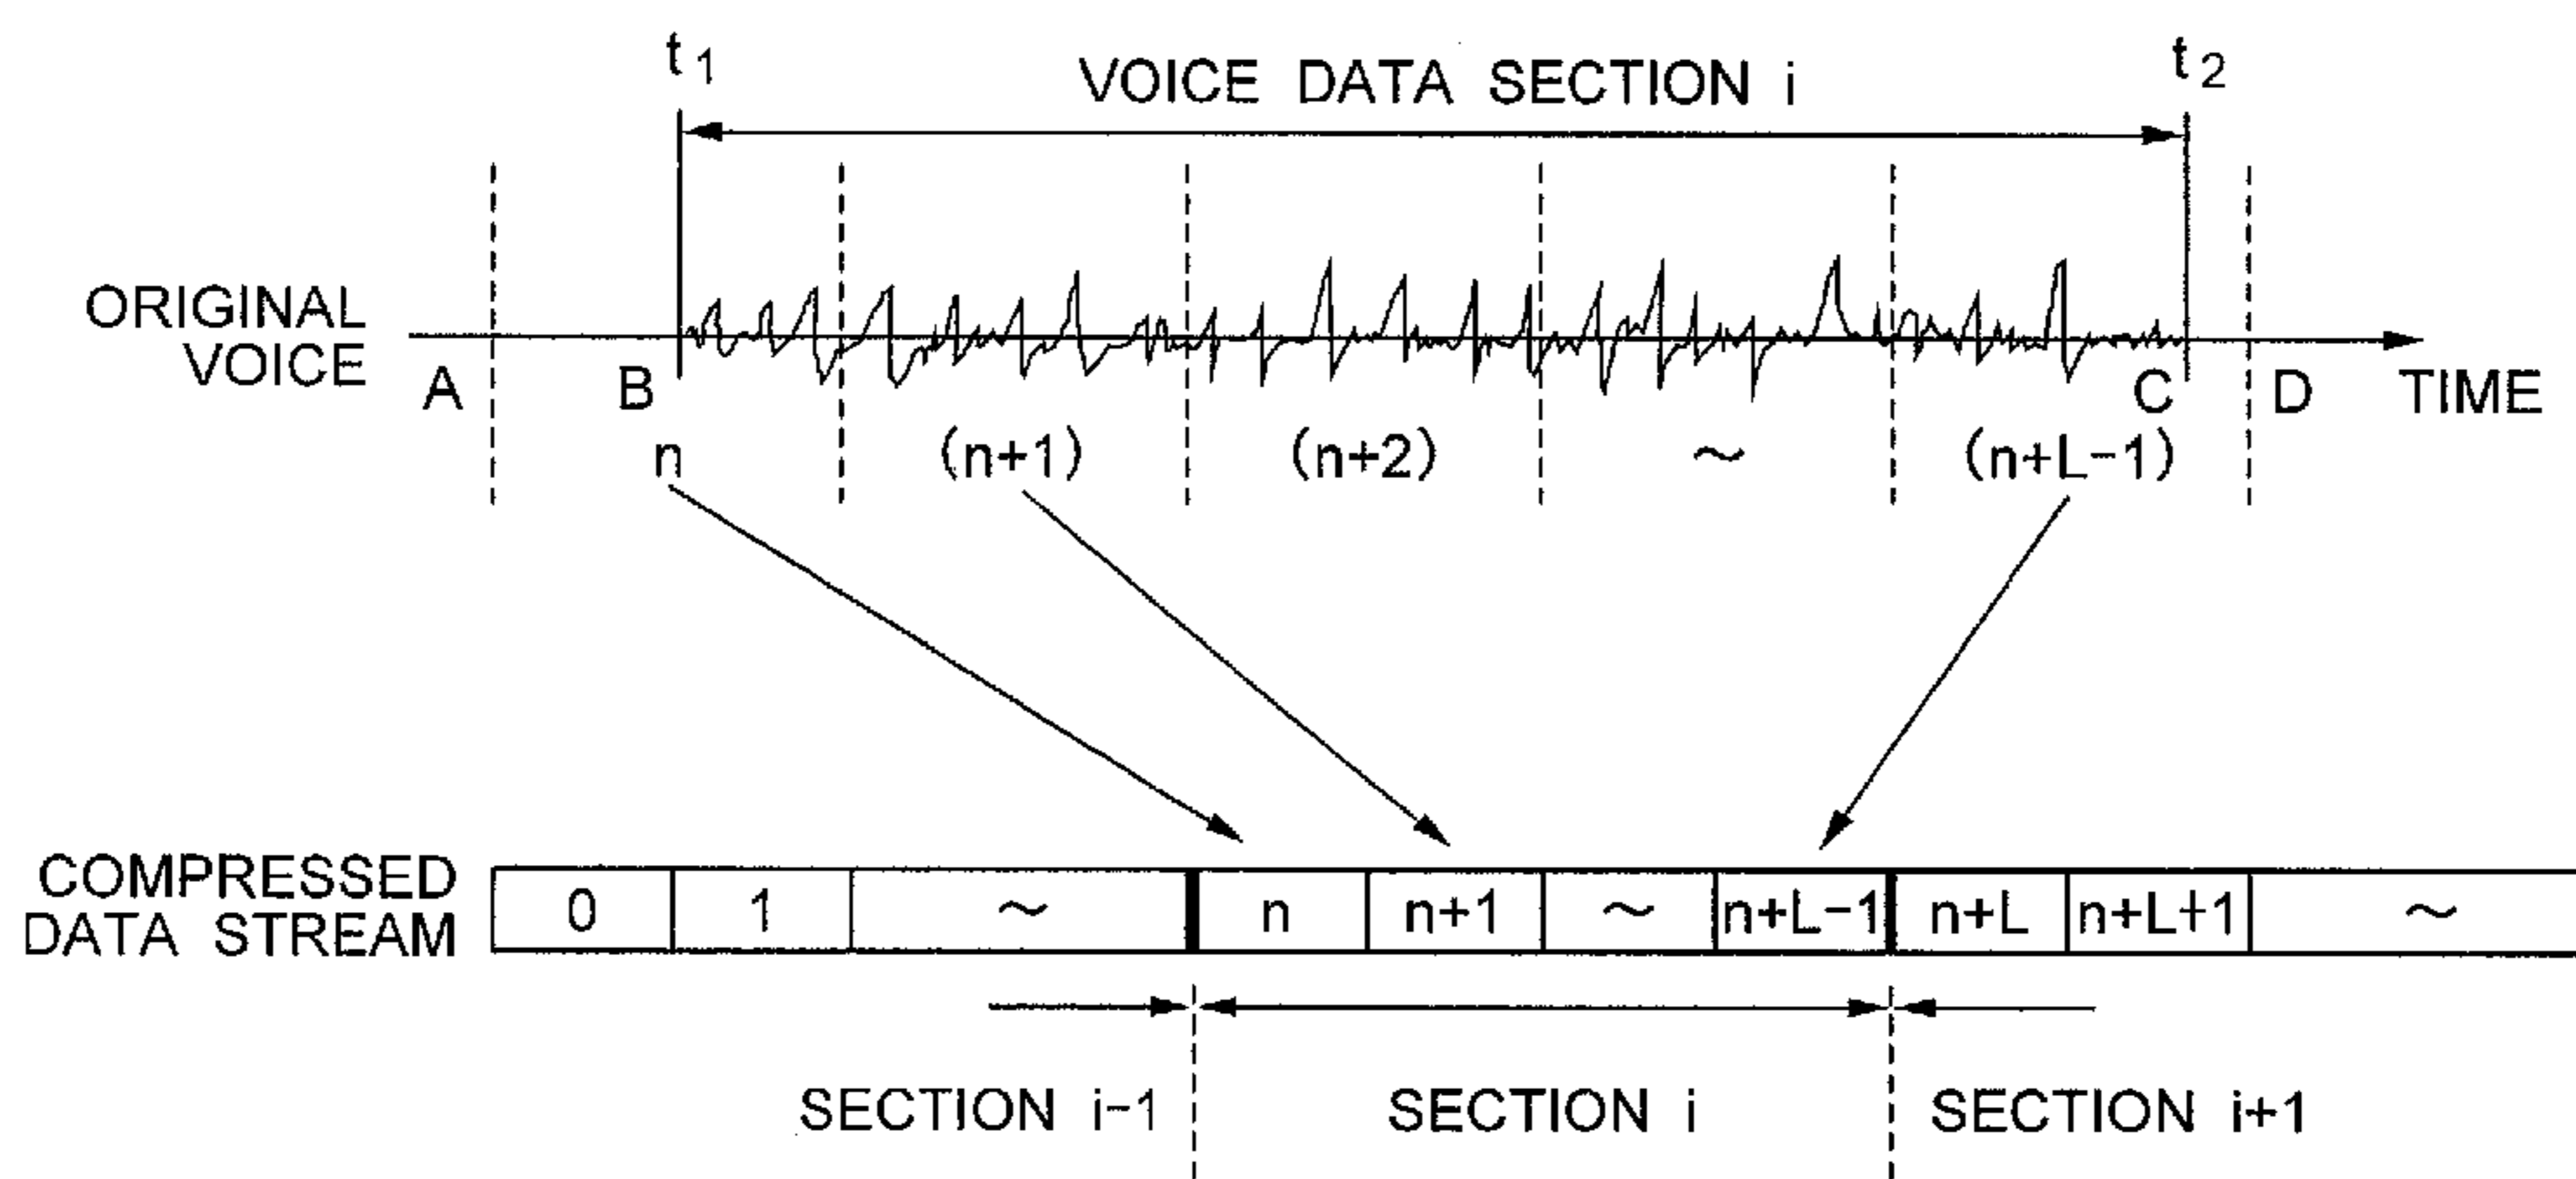 t1 VOICE DATA SECTION i t2
ORIGINAL
VOICE
A B C D TIME
n (n+1) (n+2) ~ (n+L-1)
COMPRESSED
DATA STREAM
0 1 ~ n n+1 ~ n+L-1 n+L n+L+1 ~
SECTION i-1 SECTION i SECTION i+1